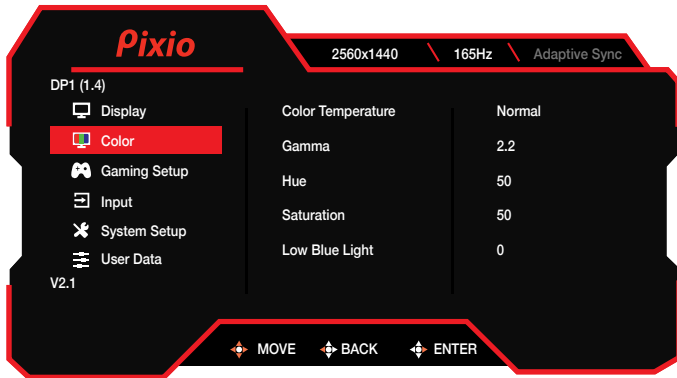 Pixio
2560x1440 165Hz Adaptive Sync
DP1 (1.4)
Display
Color
Gaming Setup
Input
System Setup
User Data
V2.1
Color Temperature Normal
Gamma 2.2
Hue 50
Saturation 50
Low Blue Light 0
MOVE BACK ENTER